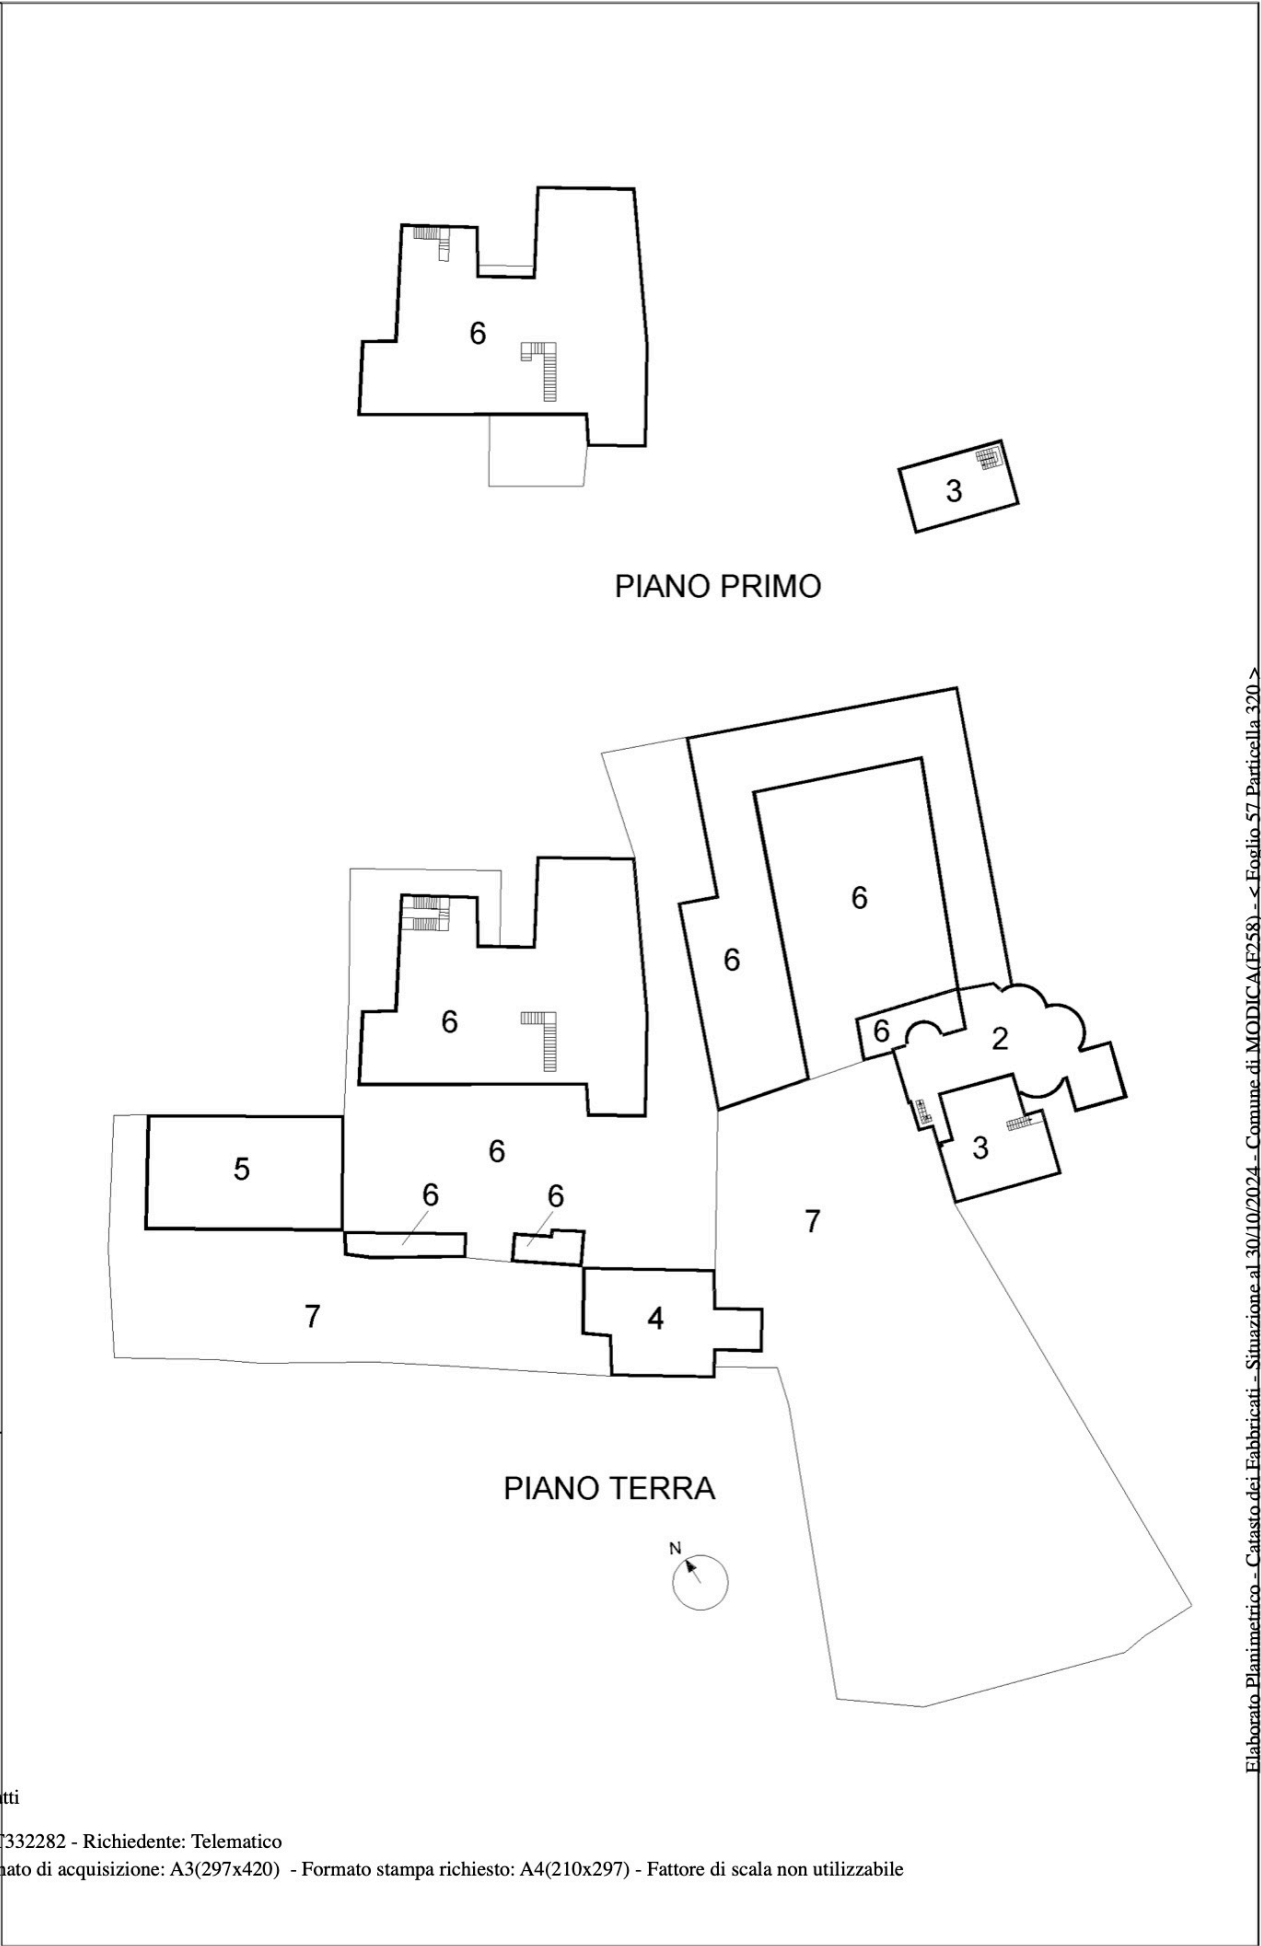 6
3
PIANO PRIMO
6
6
6
2
6
3
6
5
6
6
7
7
4
PIANO TERRA
N
Elaborato Planimetrico - Catasto dei Fabbricati - Situazione al 30/10/2024 - Comune di MODICA(F258) - < Foglio 57 Particella 320 >
tti
T332282 - Richiedente: Telematico
nato di acquisizione: A3(297x420) - Formato stampa richiesto: A4(210x297) - Fattore di scala non utilizzabile